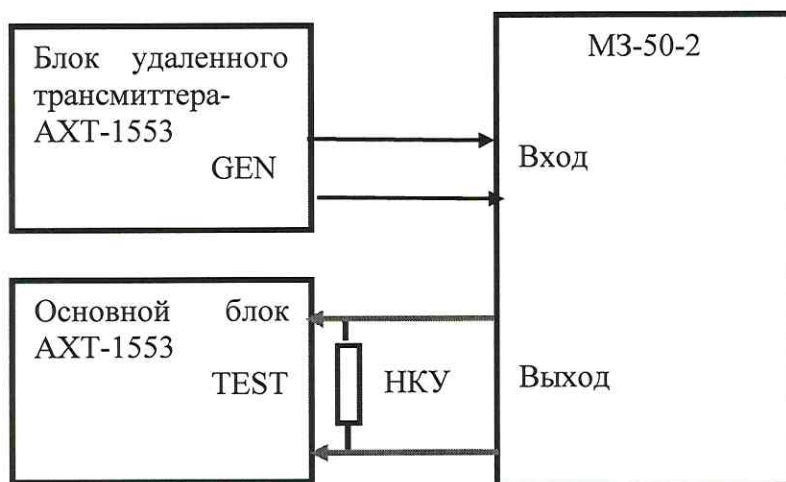 Блок удаленного
трансмиттера-
АХТ-1553
GEN
МЗ-50-2
Вход
Основной блок
АХТ-1553
TEST
НКУ
Выход